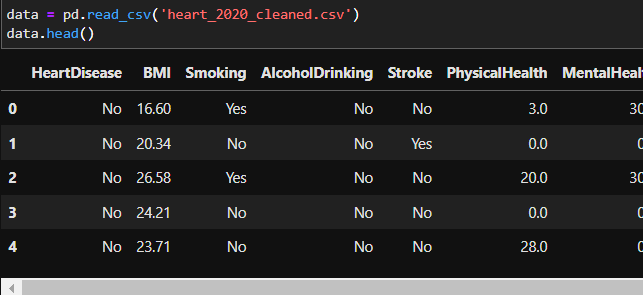 data = pd.read_csv('heart_2020_cleaned.csv')
data.head()
HeartDisease BMI Smoking AlcoholDrinking Stroke PhysicalHealth MentalHealth
0 No 16.60 Yes No No 3.0 30
1 No 20.34 No No Yes 0.0 0
2 No 26.58 Yes No No 20.0 30
3 No 24.21 No No No 0.0 0
4 No 23.71 No No No 28.0 0